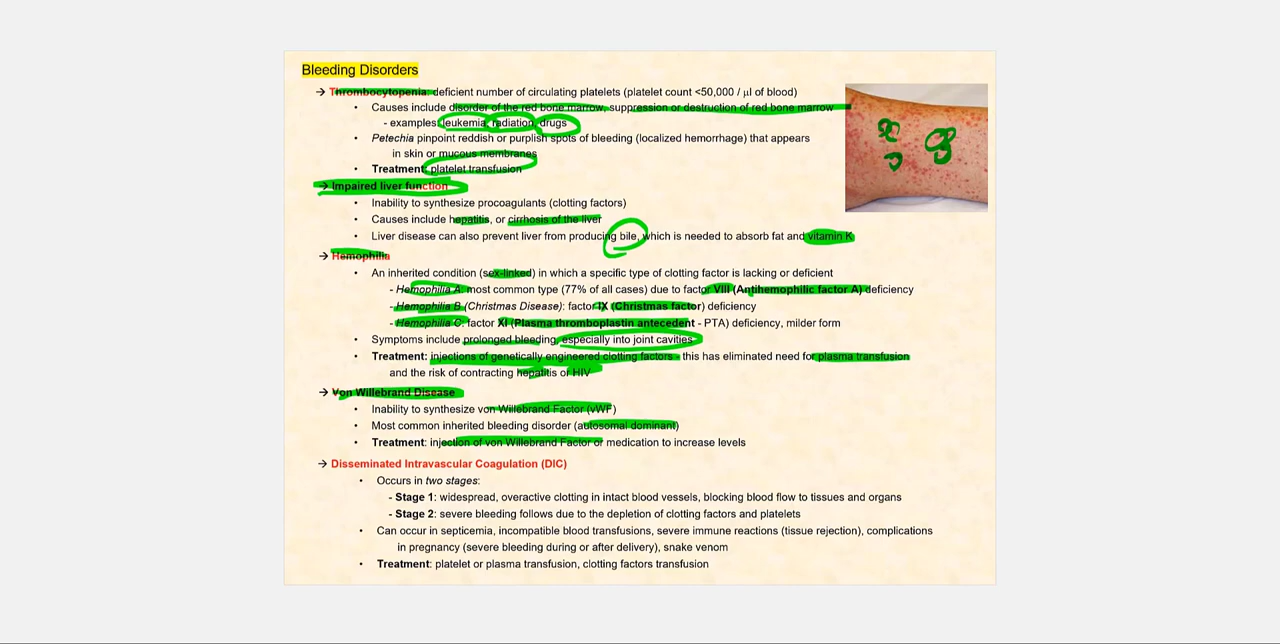 Bleeding Disorders
→ Thrombocytopenia: deficient number of circulating platelets (platelet count <50,000 / µl of blood)
• Causes include disorder of the red bone marrow, suppression or destruction of red bone marrow
- examples: leukemia, radiation, drugs
• Petechia pinpoint reddish or purplish spots of bleeding (localized hemorrhage) that appears
in skin or mucous membranes
• Treatment: platelet transfusion
→ Impaired liver function
• Inability to synthesize procoagulants (clotting factors)
• Causes include hepatitis, or cirrhosis of the liver
• Liver disease can also prevent liver from producing bile, which is needed to absorb fat and vitamin K
→ Hemophilia
• An inherited condition (sex-linked) in which a specific type of clotting factor is lacking or deficient
- Hemophilia A: most common type (77% of all cases) due to factor VIII (Antihemophilic factor A) deficiency
- Hemophilia B (Christmas Disease): factor IX (Christmas factor) deficiency
- Hemophilia C: factor XI (Plasma thromboplastin antecedent - PTA) deficiency, milder form
• Symptoms include prolonged bleeding, especially into joint cavities
• Treatment: injections of genetically engineered clotting factors - this has eliminated need for plasma transfusion
and the risk of contracting hepatitis or HIV
→ Von Willebrand Disease
• Inability to synthesize von Willebrand Factor (vWF)
• Most common inherited bleeding disorder (autosomal dominant)
• Treatment: injection of von Willebrand Factor or medication to increase levels
→ Disseminated Intravascular Coagulation (DIC)
• Occurs in two stages:
- Stage 1: widespread, overactive clotting in intact blood vessels, blocking blood flow to tissues and organs
- Stage 2: severe bleeding follows due to the depletion of clotting factors and platelets
• Can occur in septicemia, incompatible blood transfusions, severe immune reactions (tissue rejection), complications
in pregnancy (severe bleeding during or after delivery), snake venom
• Treatment: platelet or plasma transfusion, clotting factors transfusion